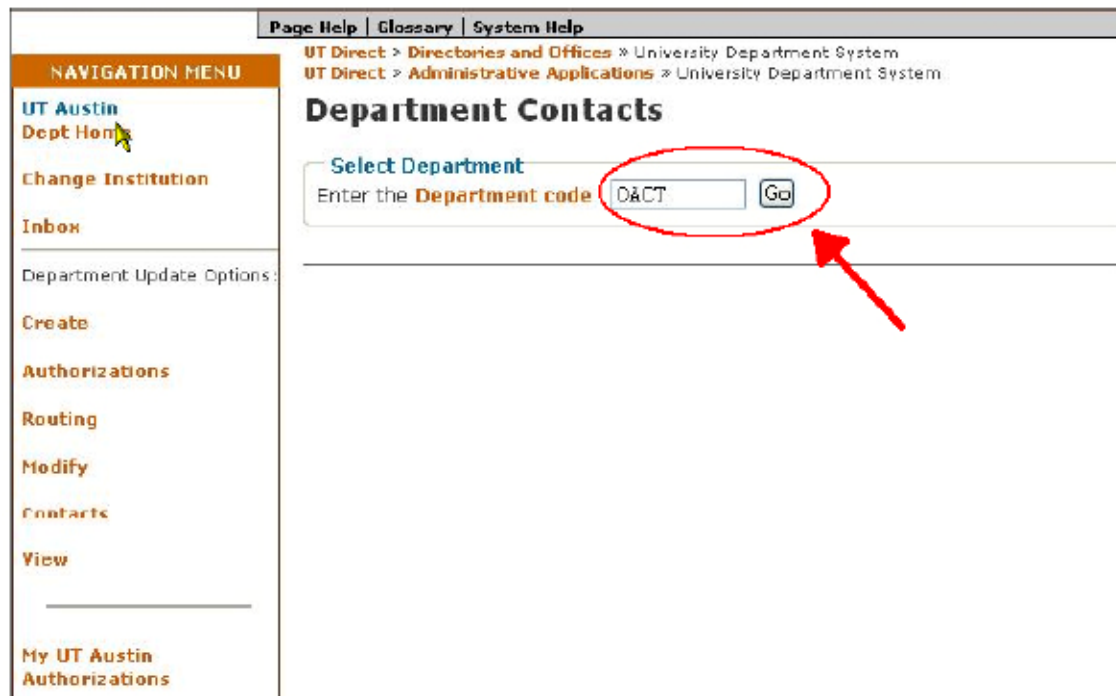 Page Help | Glossary | System Help
UT Direct > Directories and Offices » University Department System
UT Direct > Administrative Applications » University Department System
NAVIGATION MENU
UT Austin
Dept Home
Change Institution
Inbox
Department Update Options:
Create
Authorizations
Routing
Modify
Contacts
View
My UT Austin
Authorizations
Department Contacts
Select Department
Enter the Department code OACT Go